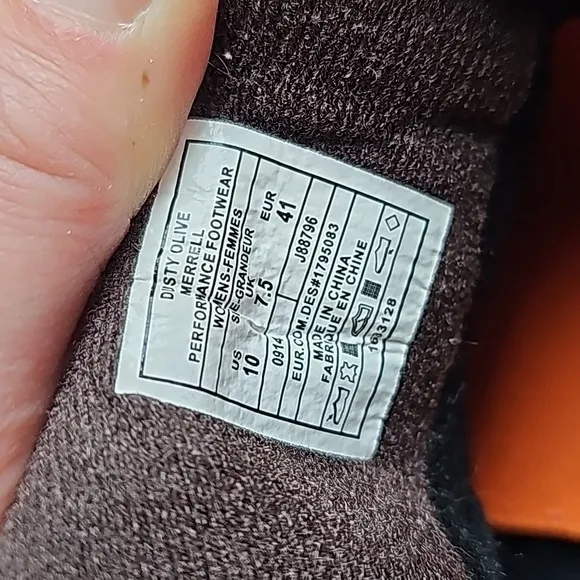 DUSTY OLIVE
MERRELL
PERFORMANCE FOOTWEAR
WOMENS-FEMMES
SIZE-GRANDEUR
US UK EUR
10 7.5 41
0914 J88796
EUR.COM.DES#1795083
MADE IN CHINA
FABRIQUE EN CHINE
1613128